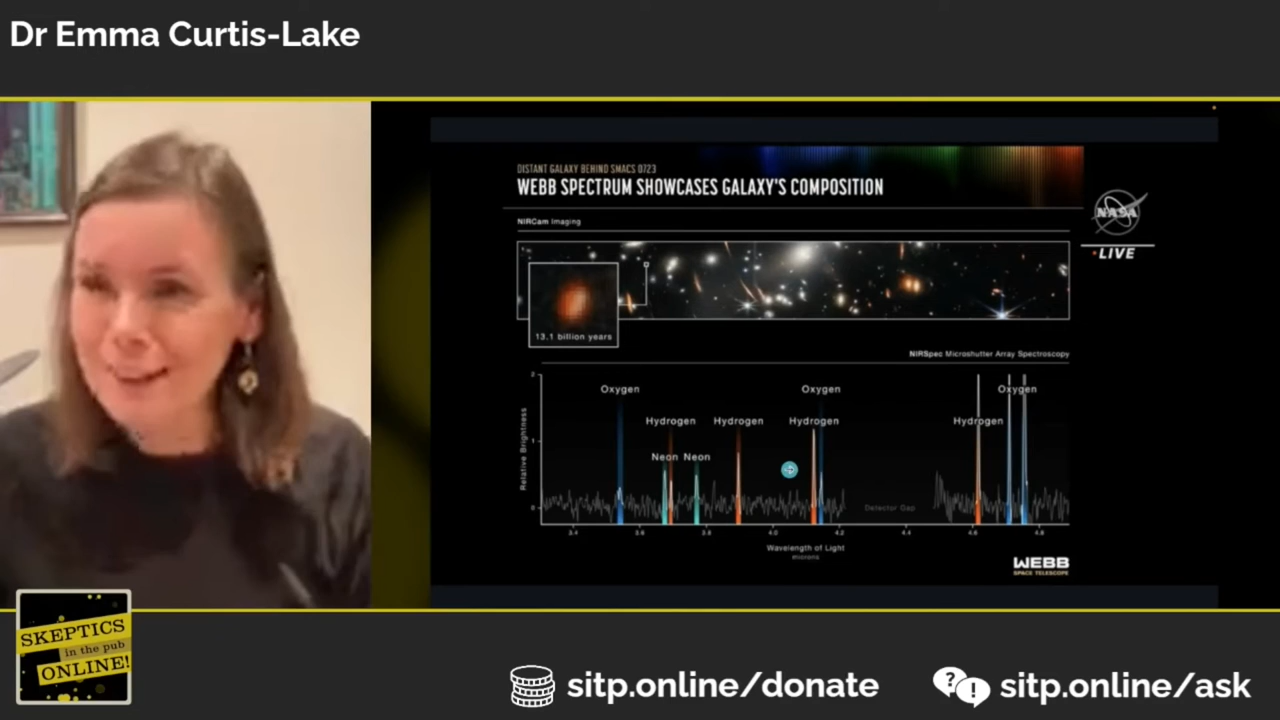 Dr Emma Curtis-Lake
DISTANT GALAXY BEHIND SMACS 0723
WEBB SPECTRUM SHOWCASES GALAXY'S COMPOSITION
NIRCam Imaging
NASA
LIVE
13.1 billion years
NIRSpec Microshutter Array Spectroscopy
2
Oxygen
Oxygen
Oxygen
Hydrogen
Hydrogen
Hydrogen
Hydrogen
1
Neon
Neon
Relative Brightness
0
Detector Gap
3.4
3.6
3.8
4.0
4.2
4.4
4.6
4.8
Wavelength of Light
microns
WEBB
SPACE TELESCOPE
SKEPTICS
in the pub
ONLINE!
sitp.online/donate
? !
sitp.online/ask